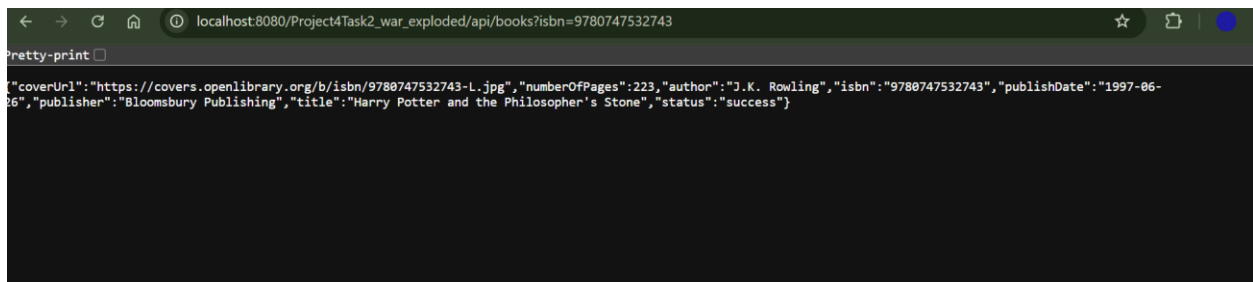 localhost:8080/Project4Task2_war_exploded/api/books?isbn=9780747532743
Pretty-print
{"coverUrl":"https://covers.openlibrary.org/b/isbn/9780747532743-L.jpg","numberOfPages":223,"author":"J.K. Rowling","isbn":"9780747532743","publishDate":"1997-06-
26","publisher":"Bloomsbury Publishing","title":"Harry Potter and the Philosopher's Stone","status":"success"}